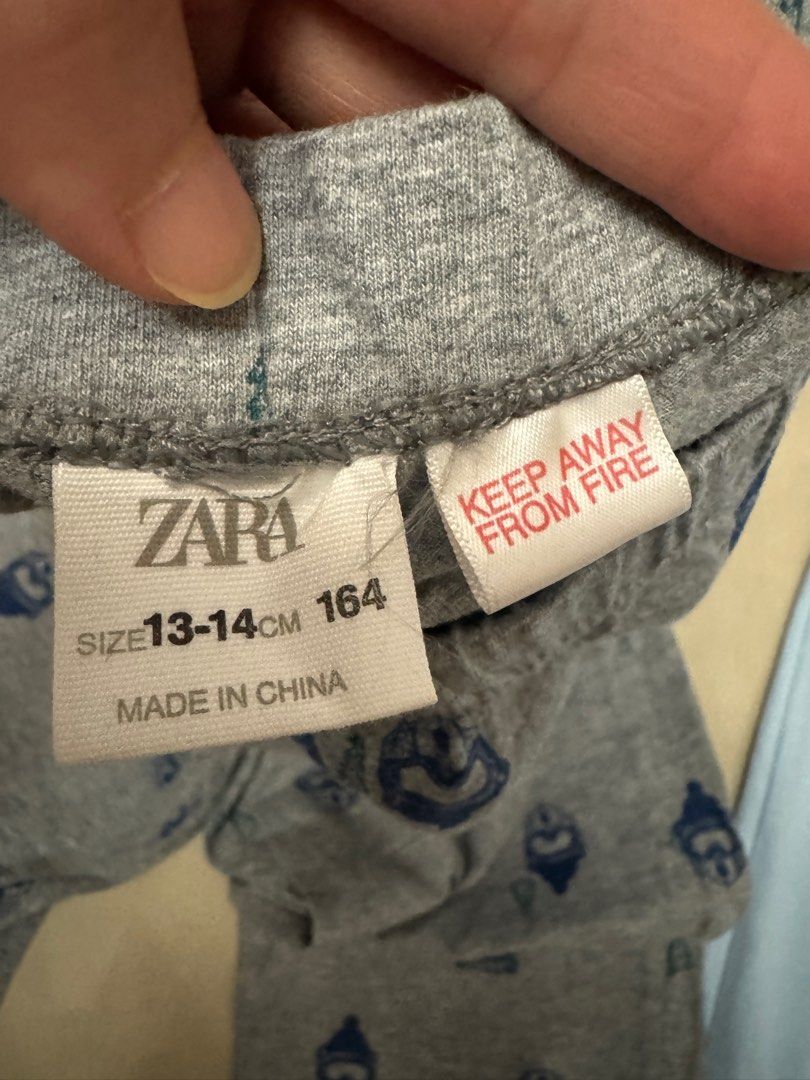 ZARA
SIZE 13-14 CM 164
MADE IN CHINA
KEEP AWAY
FROM FIRE